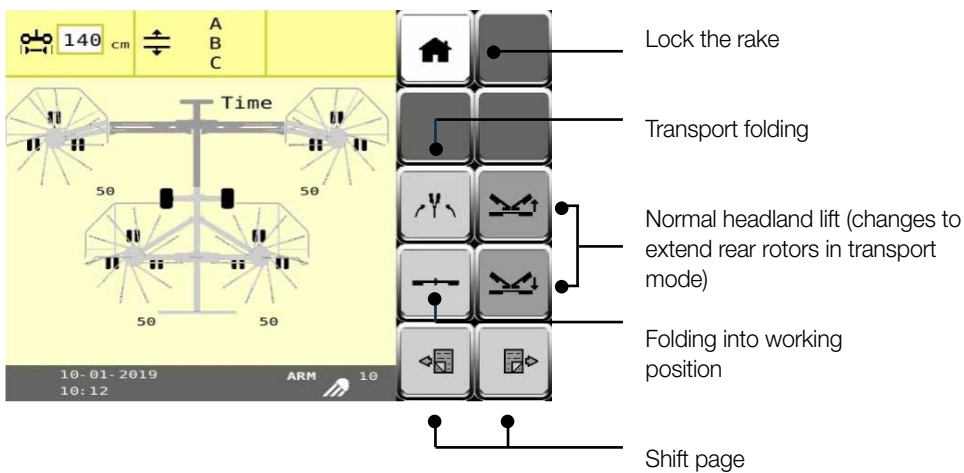 140 cm
A
B
C
Time
50
50
50
50
10-01-2019
10:12
ARM
10
Lock the rake
Transport folding
Normal headland lift (changes to
extend rear rotors in transport
mode)
Folding into working
position
Shift page